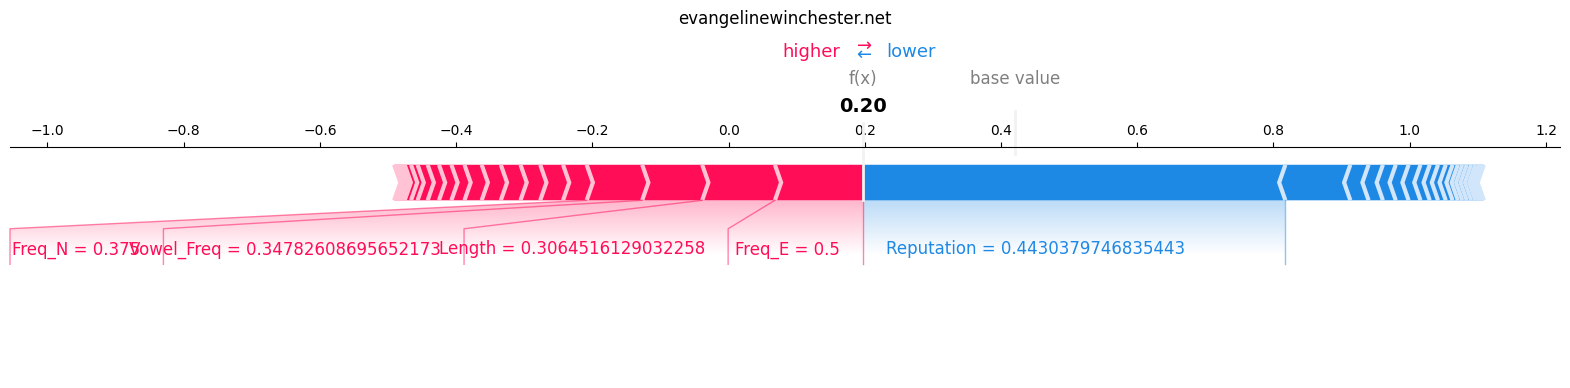 evangelinewinchester.net
higher ⇄ lower
f(x) base value
0.20
−1.0 −0.8 −0.6 −0.4 −0.2 0.0 0.2 0.4 0.6 0.8 1.0 1.2
Freq_N = 0.375 Vowel_Freq = 0.34782608695652173 Length = 0.3064516129032258 Freq_E = 0.5 Reputation = 0.4430379746835443